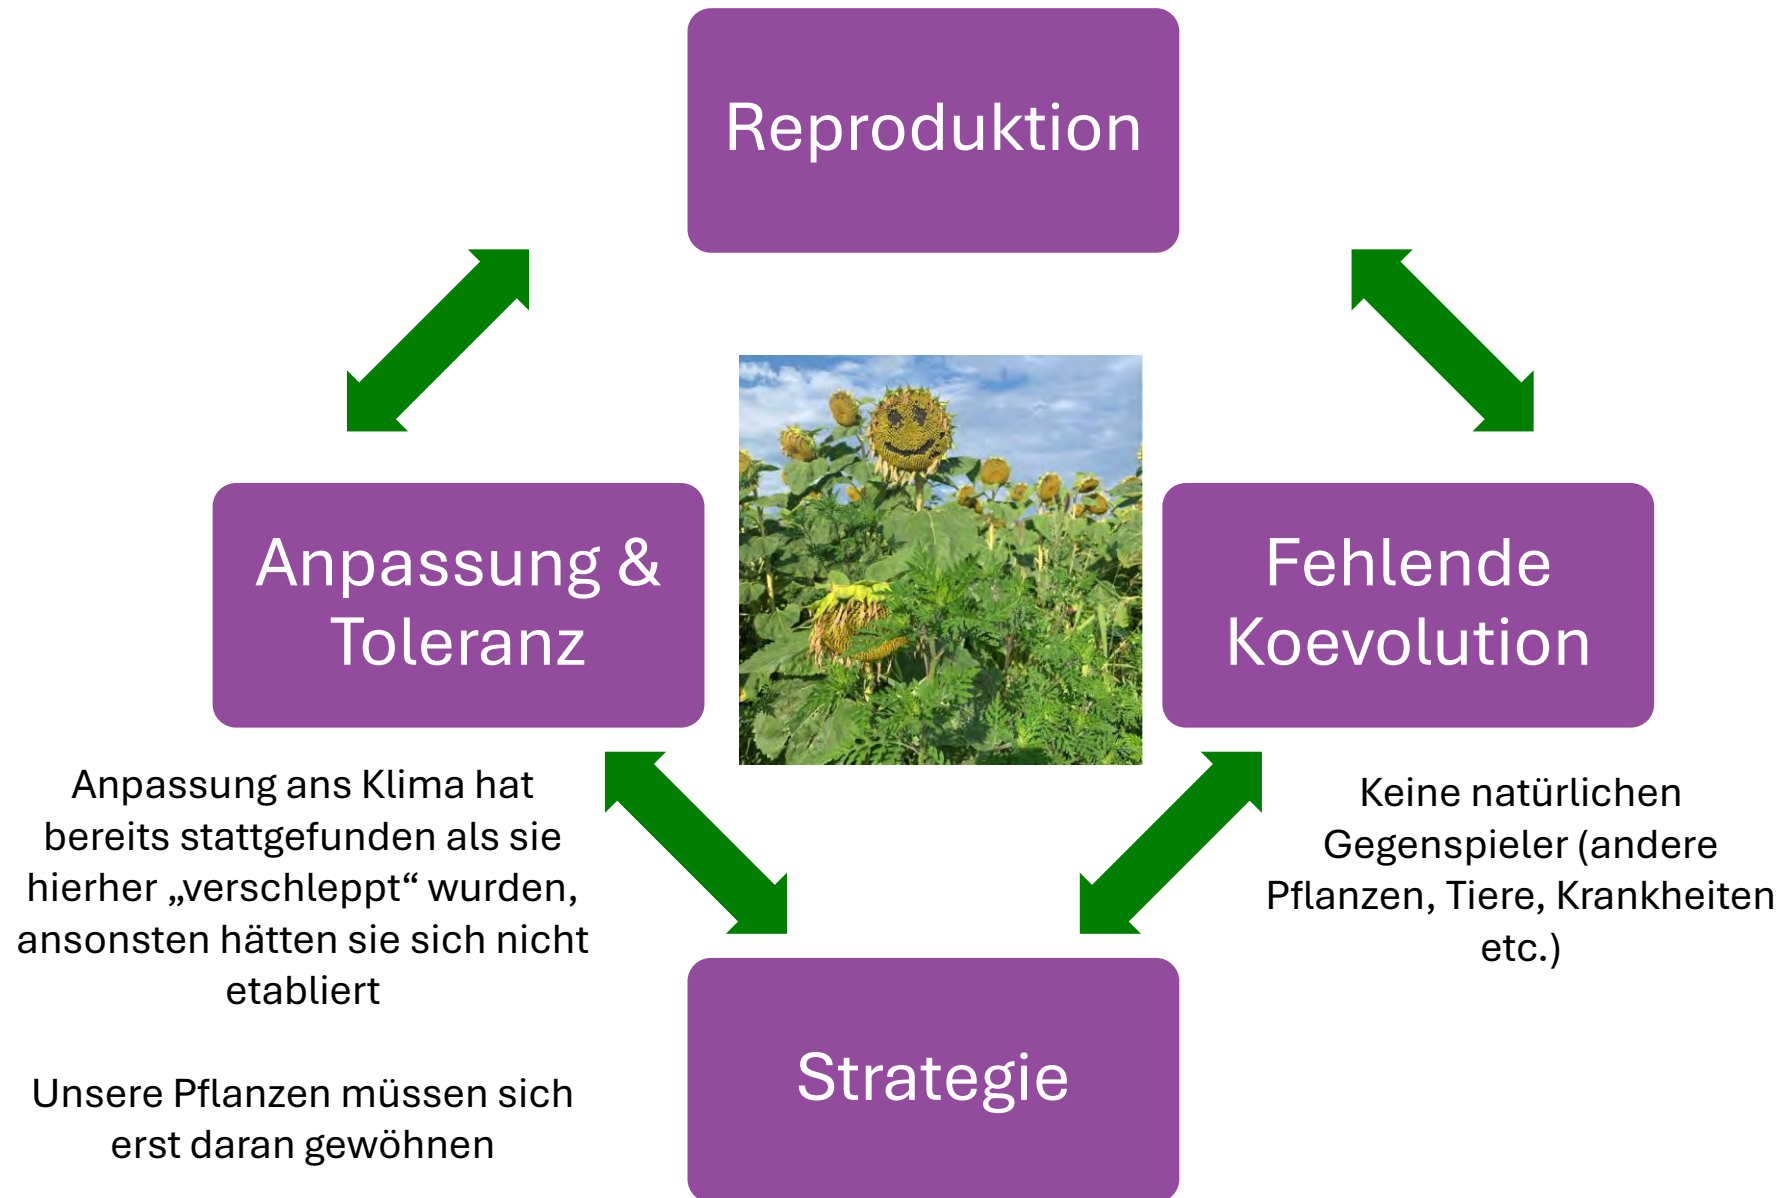 Reproduktion
Anpassung &
Toleranz
Fehlende
Koevolution
Anpassung ans Klima hat
bereits stattgefunden als sie
hierher „verschleppt“ wurden,
ansonsten hätten sie sich nicht
etabliert
Unsere Pflanzen müssen sich
erst daran gewöhnen
Keine natürlichen
Gegenspieler (andere
Pflanzen, Tiere, Krankheiten
etc.)
Strategie